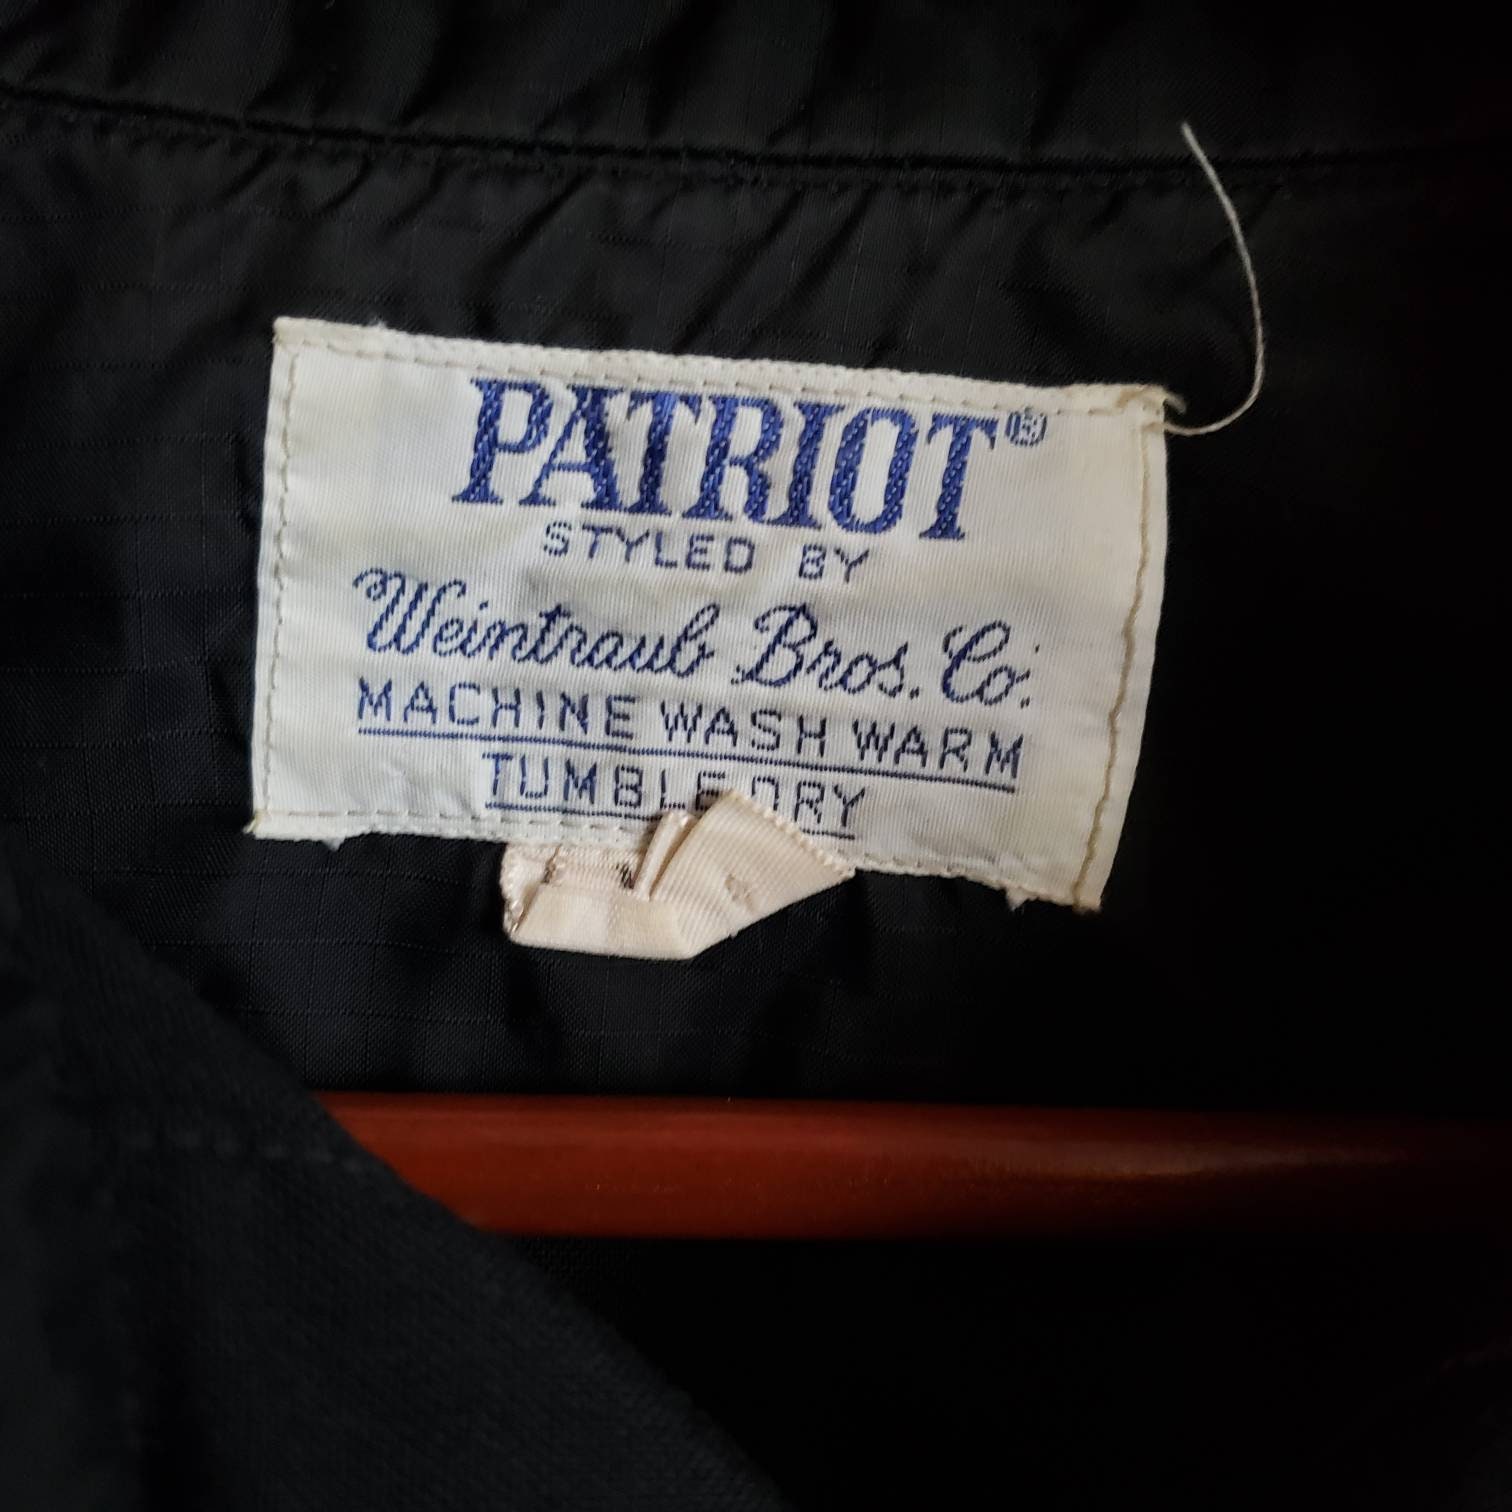 PATRIOT®
STYLED BY
Weintraub Bros. Co.
MACHINE WASH WARM
TUMBLE DRY